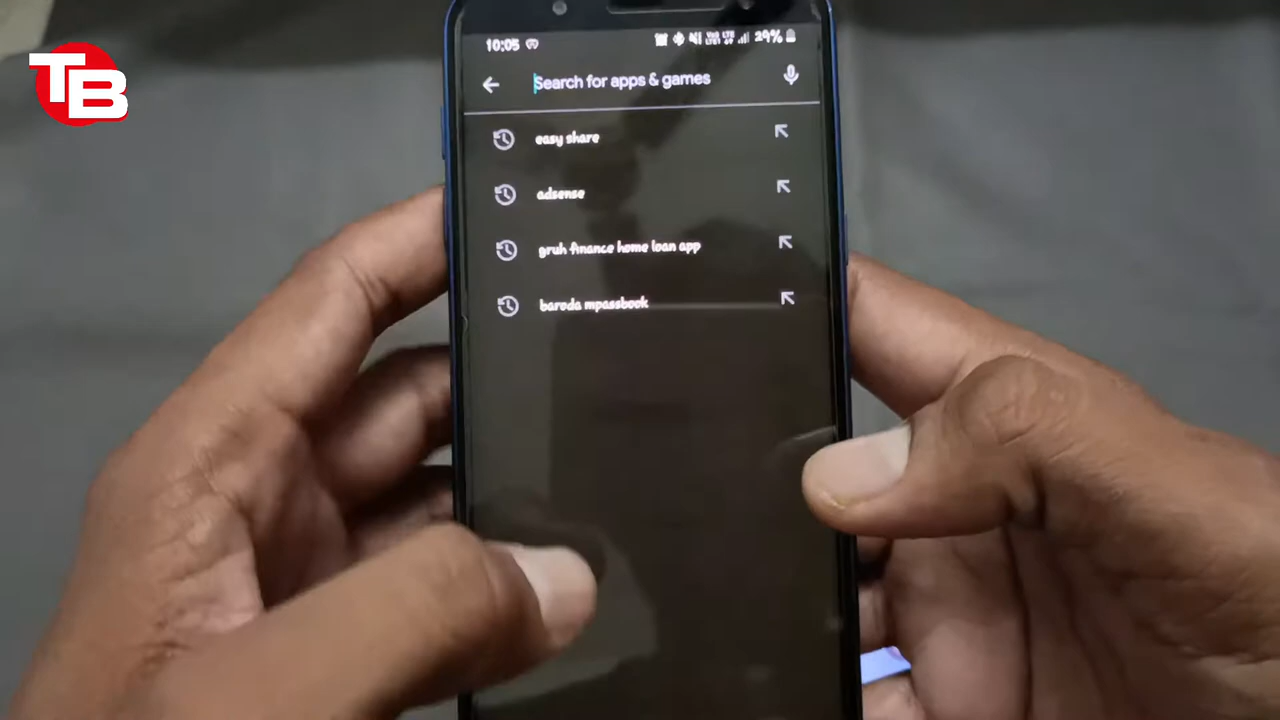 TB
10:05 29%
Search for apps & games
easy share
adsense
gruh finance home loan app
baroda mpassbook